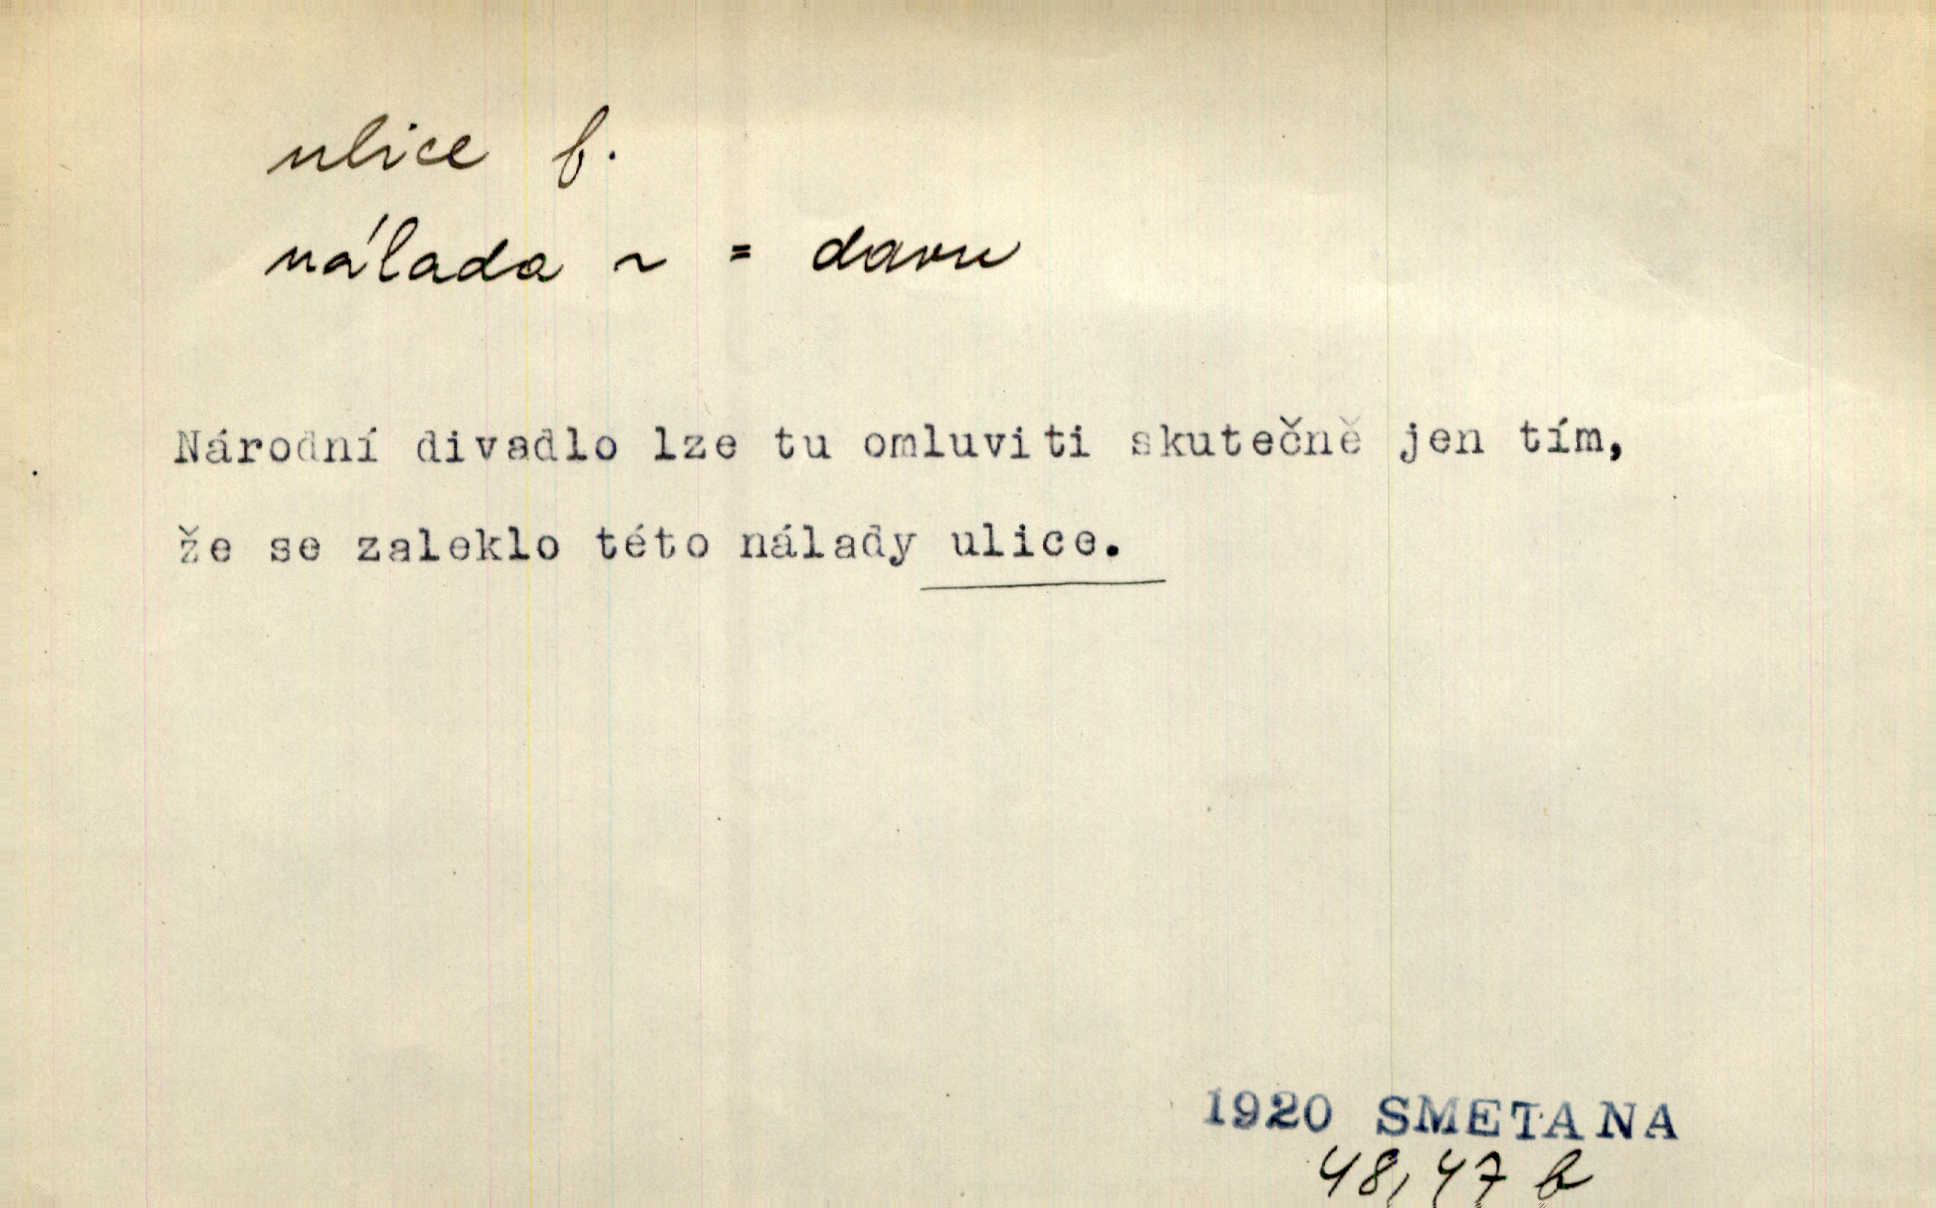 ulice f.
nálada ~ = davu
Národní divadlo lze tu omluviti skutečně jen tím,
že se zaleklo této nálady ulice.
1920 SMETANA
48, 47 b